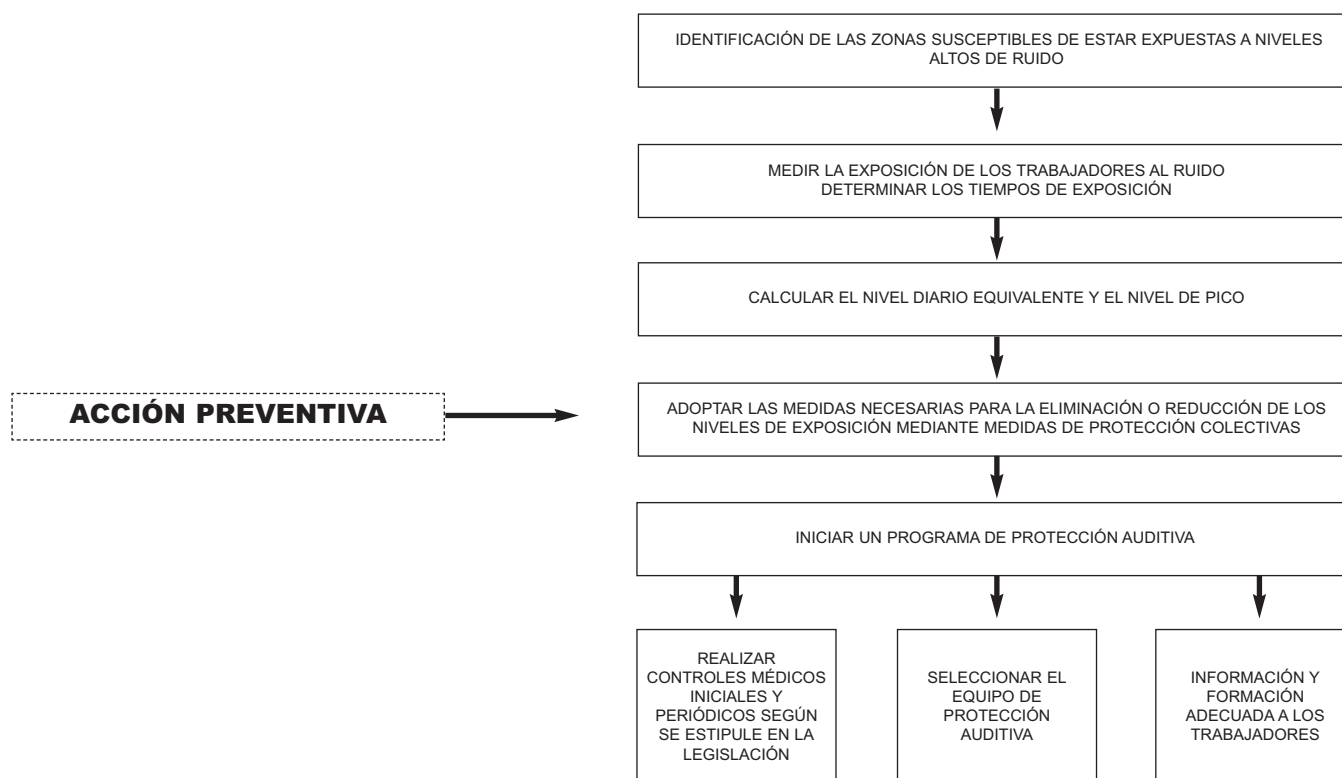 IDENTIFICACIÓN DE LAS ZONAS SUSCEPTIBLES DE ESTAR EXPUESTAS A NIVELES
ALTOS DE RUIDO
MEDIR LA EXPOSICIÓN DE LOS TRABAJADORES AL RUIDO
DETERMINAR LOS TIEMPOS DE EXPOSICIÓN
CALCULAR EL NIVEL DIARIO EQUIVALENTE Y EL NIVEL DE PICO
ACCIÓN PREVENTIVA
ADOPTAR LAS MEDIDAS NECESARIAS PARA LA ELIMINACIÓN O REDUCCIÓN DE LOS
NIVELES DE EXPOSICIÓN MEDIANTE MEDIDAS DE PROTECCIÓN COLECTIVAS
INICIAR UN PROGRAMA DE PROTECCIÓN AUDITIVA
REALIZAR
CONTROLES MÉDICOS
INICIALES Y
PERIÓDICOS SEGÚN
SE ESTIPULE EN LA
LEGISLACIÓN
SELECCIONAR EL
EQUIPO DE
PROTECCIÓN
AUDITIVA
INFORMACIÓN Y
FORMACIÓN
ADECUADA A LOS
TRABAJADORES